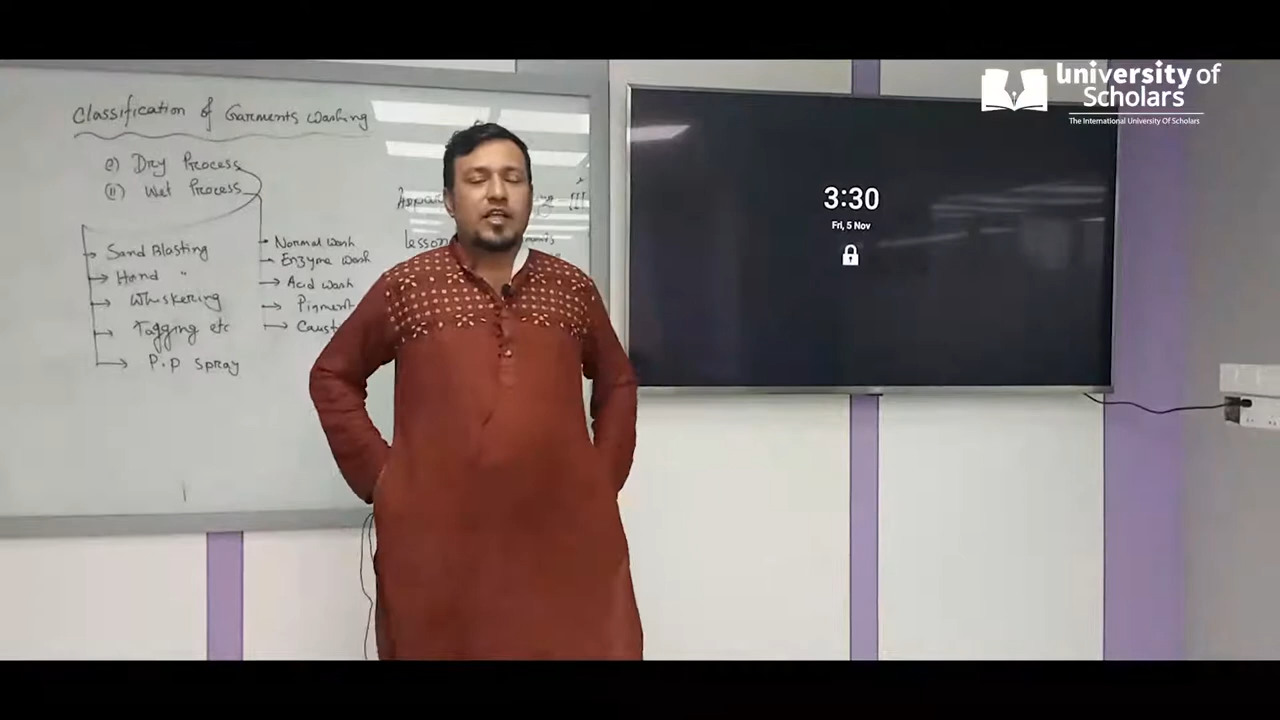 Classification of Garments Washing
i) Dry Process
(ii) Wet Process
Sand Blasting
Hand "
Whiskering
Tagging etc
P.P Spray
Normal Wash
Enzyme Wash
Acid Wash
Pigment
lesson
3:30
Fri, 5 Nov
university of
Scholars
The International University Of Scholars